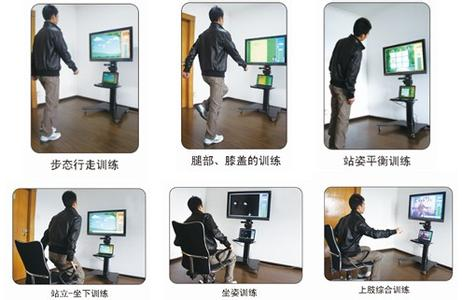 步态行走训练
腿部、膝盖的训练
站姿平衡训练
站立-坐下训练
坐姿训练
上肢综合训练